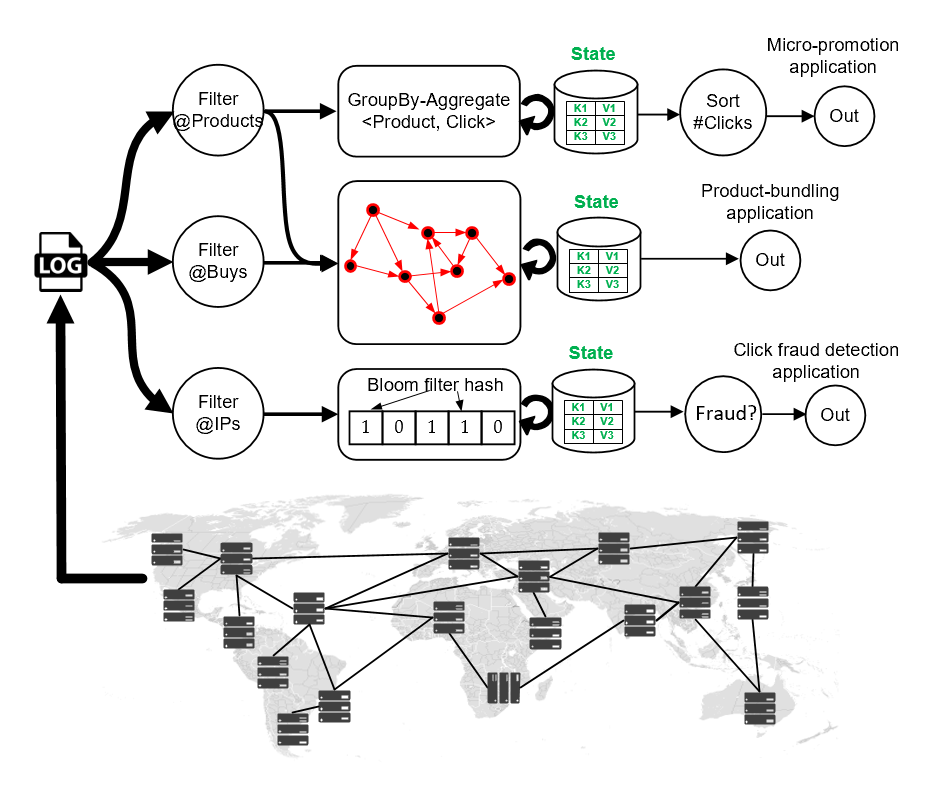 Micro-promotion
application
State
Filter
@Products
GroupBy-Aggregate
<Product, Click>
K1 V1
K2 V2
K3 V3
Sort
#Clicks
Out
Product-bundling
application
State
LOG
Filter
@Buys
K1 V1
K2 V2
K3 V3
Out
Click fraud detection
application
State
Filter
@IPs
Bloom filter hash
1 0 1 1 0
K1 V1
K2 V2
K3 V3
Fraud?
Out